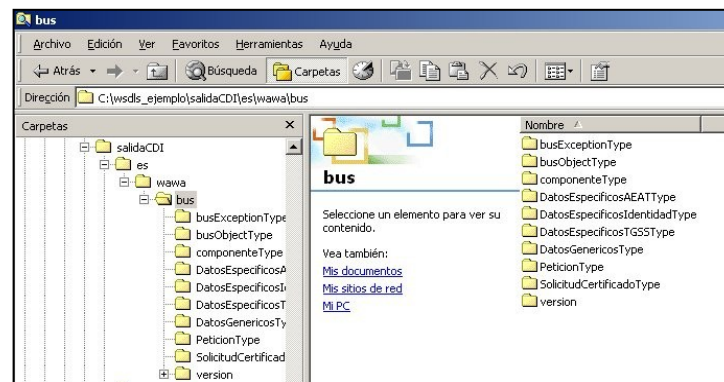 bus
Archivo Edición Ver Favoritos Herramientas Ayuda
Atrás Búsqueda Carpetas
Dirección C:\wsdls_ejemplo\salidaCDI\es\wawa\bus
Carpetas
salidaCDI
es
wawa
bus
busExceptionType
busObjectType
componenteType
DatosEspecificosA
DatosEspecificosI
DatosEspecificosT
DatosGenericosTy
PeticionType
SolicitudCertificad
version
bus
Seleccione un elemento para ver su
contenido.
Vea también:
Mis documentos
Mis sitios de red
Mi PC
Nombre
busExceptionType
busObjectType
componenteType
DatosEspecificosAEATType
DatosEspecificosIdentidadType
DatosEspecificosTGSSType
DatosGenericosType
PeticionType
SolicitudCertificadoType
version